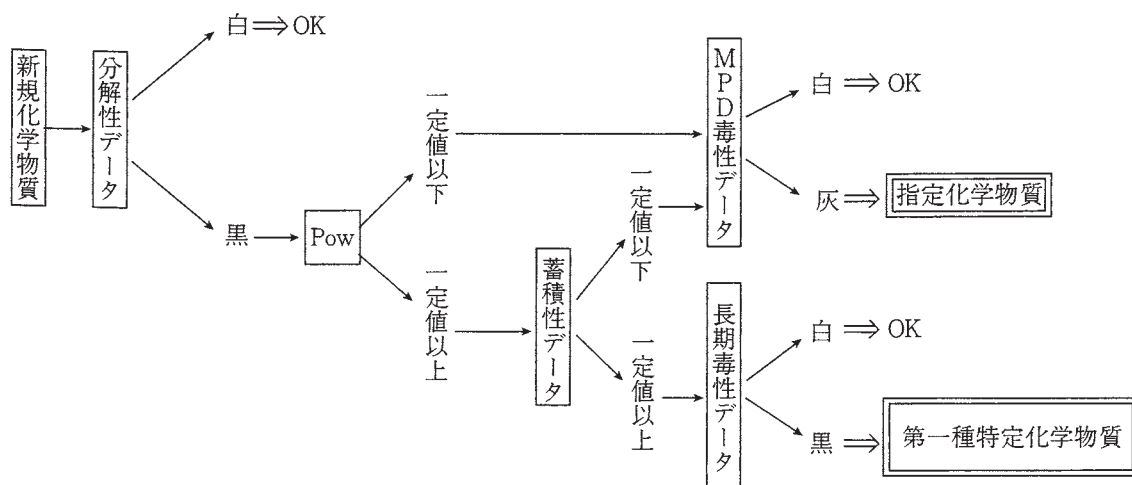 新規化学物質
分解性データ
白⇒OK
黒
Pow
一定値以下
一定値以上
蓄積性データ
一定値以下
一定値以上
MPD毒性データ
白⇒OK
灰⇒指定化学物質
長期毒性データ
白⇒OK
黒⇒第一種特定化学物質